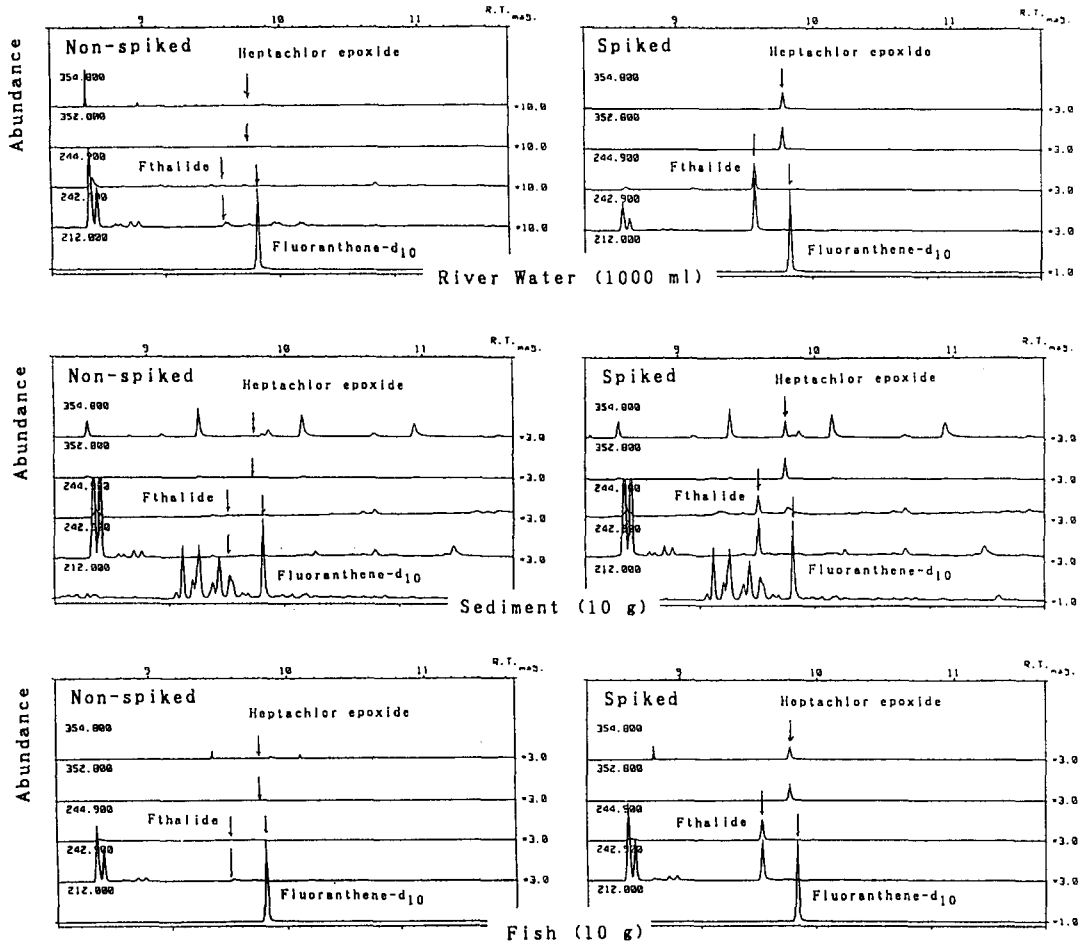 9 10 11 R.T. mas.
Non-spiked
Heptachlor epoxide
354.800
*10.0
352.800
*10.0
244.900
Fthalide
*10.0
242.900
*10.0
212.000
Fluoranthene-d10
Abundance
9 10 11 R.T. mas.
Spiked
Heptachlor epoxide
354.800
*3.0
352.800
*3.0
244.900
Fthalide
*3.0
242.900
*3.0
212.000
Fluoranthene-d10
*1.0
River Water (1000 ml)
9 10 11 R.T. mas.
Non-spiked
Heptachlor epoxide
354.800
*3.0
352.800
*3.0
Fthalide
*3.0
*3.0
212.000
Fluoranthene-d10
*1.0
Abundance
9 10 11 R.T. mas.
Spiked
Heptachlor epoxide
354.800
*3.0
352.800
*3.0
Fthalide
*3.0
*3.0
212.000
Fluoranthene-d10
*1.0
Sediment (10 g)
9 10 11 R.T. mas.
Non-spiked
Heptachlor epoxide
354.800
*3.0
352.800
*3.0
244.900
Fthalide
*3.0
*3.0
212.000
Fluoranthene-d10
Abundance
9 10 11 R.T. mas.
Spiked
Heptachlor epoxide
354.800
*3.0
352.800
*3.0
244.900
Fthalide
*3.0
*3.0
212.000
Fluoranthene-d10
*1.0
Fish (10 g)